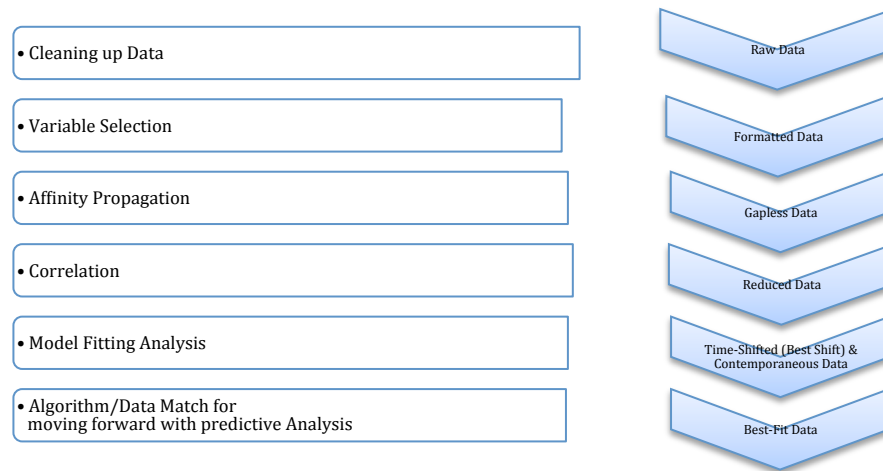 • Cleaning up Data
Raw Data
• Variable Selection
Formatted Data
• Affinity Propagation
Gapless Data
• Correlation
Reduced Data
• Model Fitting Analysis
Time-Shifted (Best Shift) &
Contemporaneous Data
• Algorithm/Data Match for
moving forward with predictive Analysis
Best-Fit Data